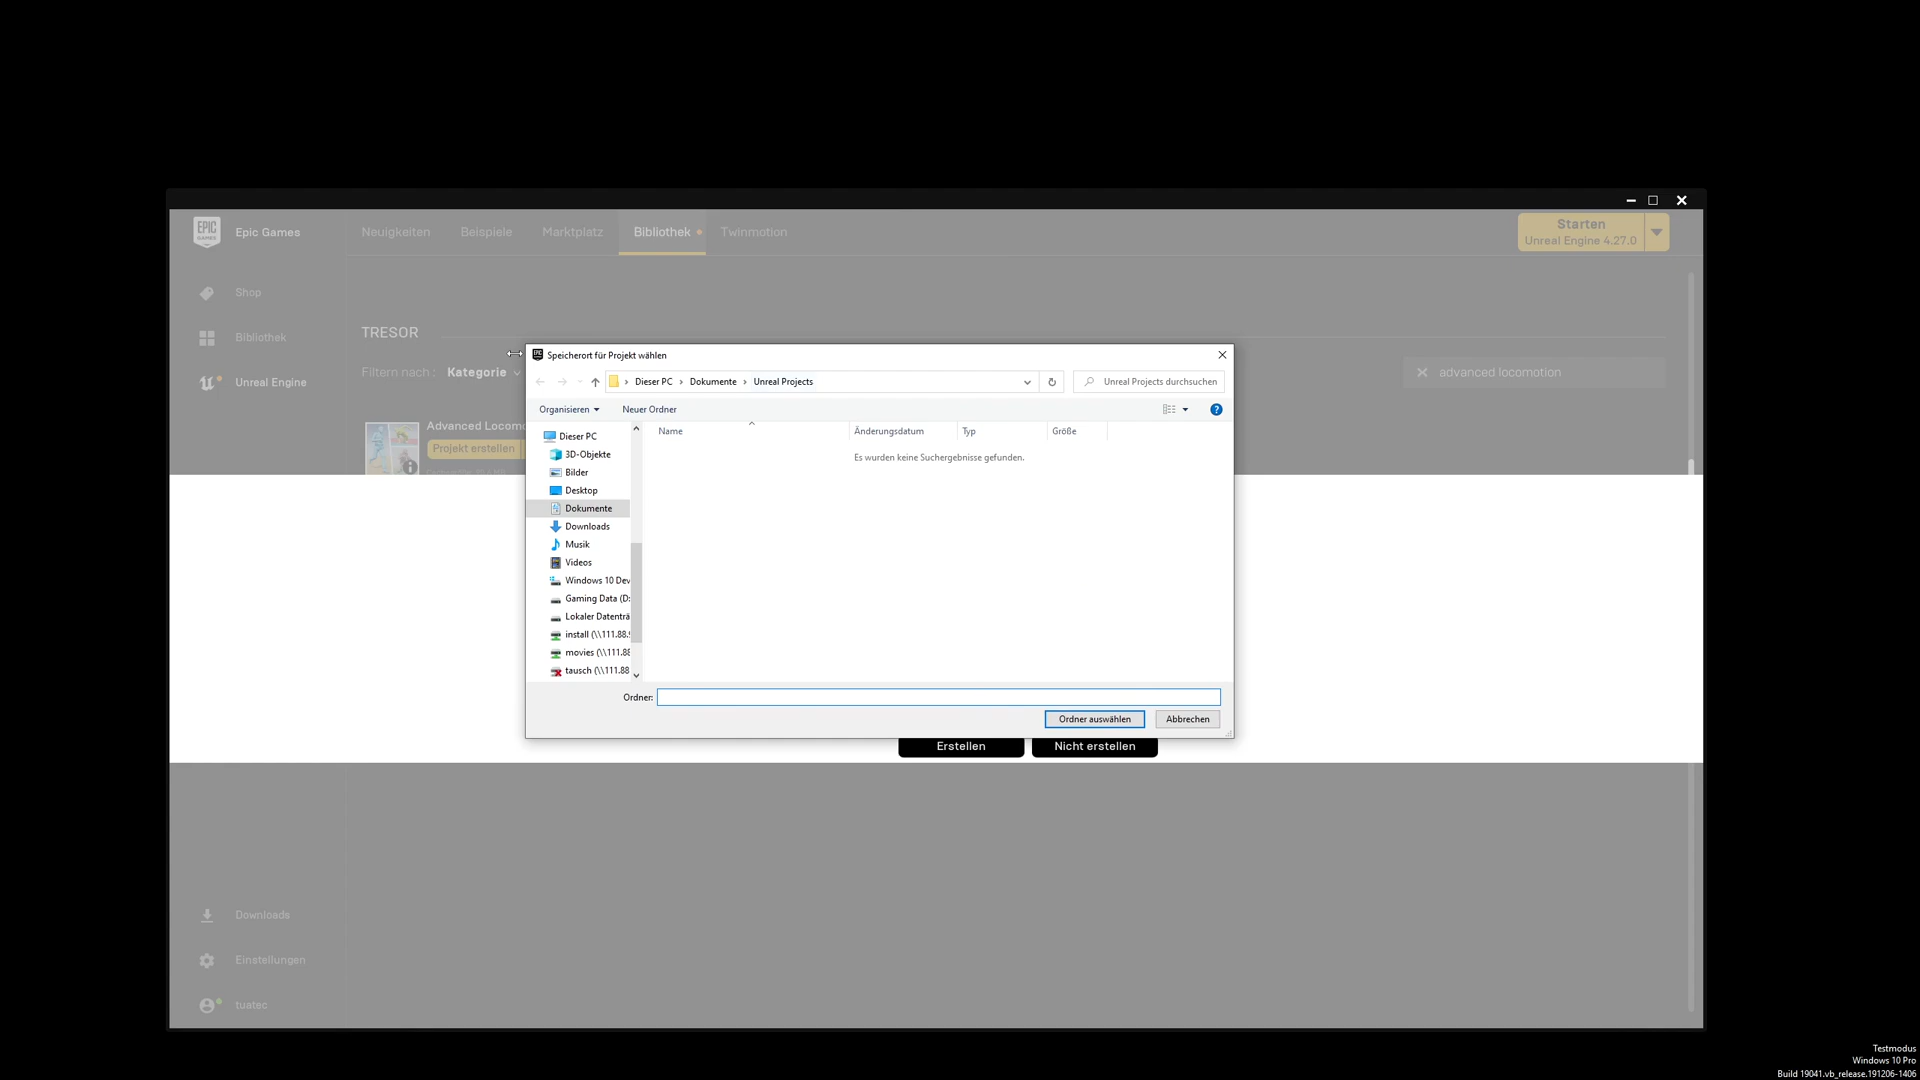 EPIC GAMES
Epic Games
Neuigkeiten
Beispiele
Marktplatz
Bibliothek
Twinmotion
Starten
Unreal Engine 4.27.0
Shop
Bibliothek
Unreal Engine
TRESOR
Filtern nach :
Kategorie
advanced locomotion
Advanced Locomo
Projekt erstellen
Speicherort für Projekt wählen
Dieser PC
Dokumente
Unreal Projects
Unreal Projects durchsuchen
Organisieren
Neuer Ordner
Dieser PC
3D-Objekte
Bilder
Desktop
Dokumente
Downloads
Musik
Videos
Windows 10 Dev
Gaming Data (D:
Lokaler Datenträ
install (\\111.88.9
movies (\\111.88
tausch (\\111.88
Name
Änderungsdatum
Typ
Größe
Es wurden keine Suchergebnisse gefunden.
Ordner:
Ordner auswählen
Abbrechen
Erstellen
Nicht erstellen
Downloads
Einstellungen
tuatec
Testmodus
Windows 10 Pro
Build 19041.vb_release.191206-1406